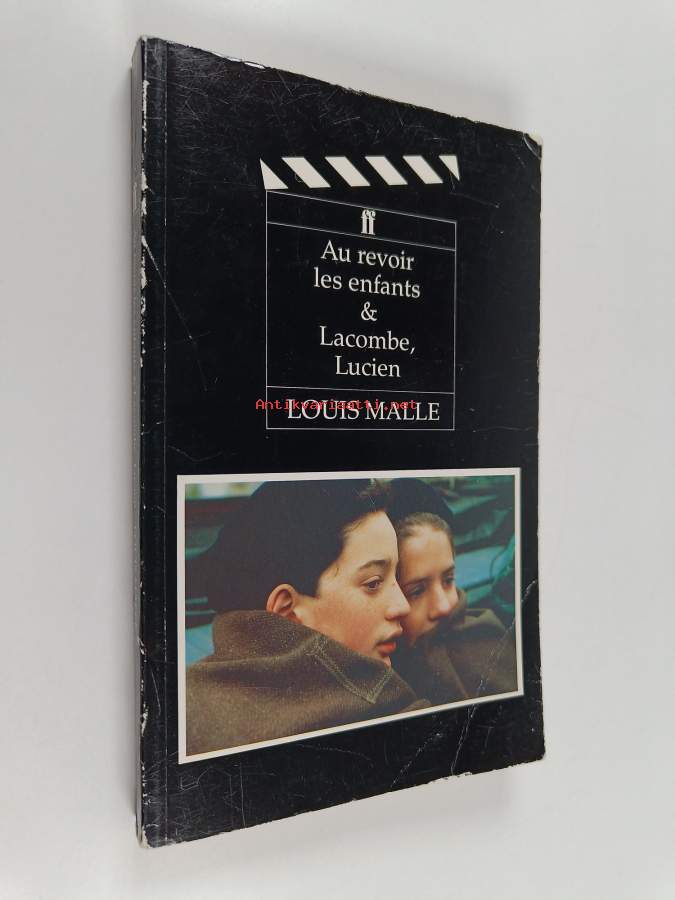 ff
Au revoir
les enfants
&
Lacombe,
Lucien
Antikvariaatti.net
LOUIS MALLE